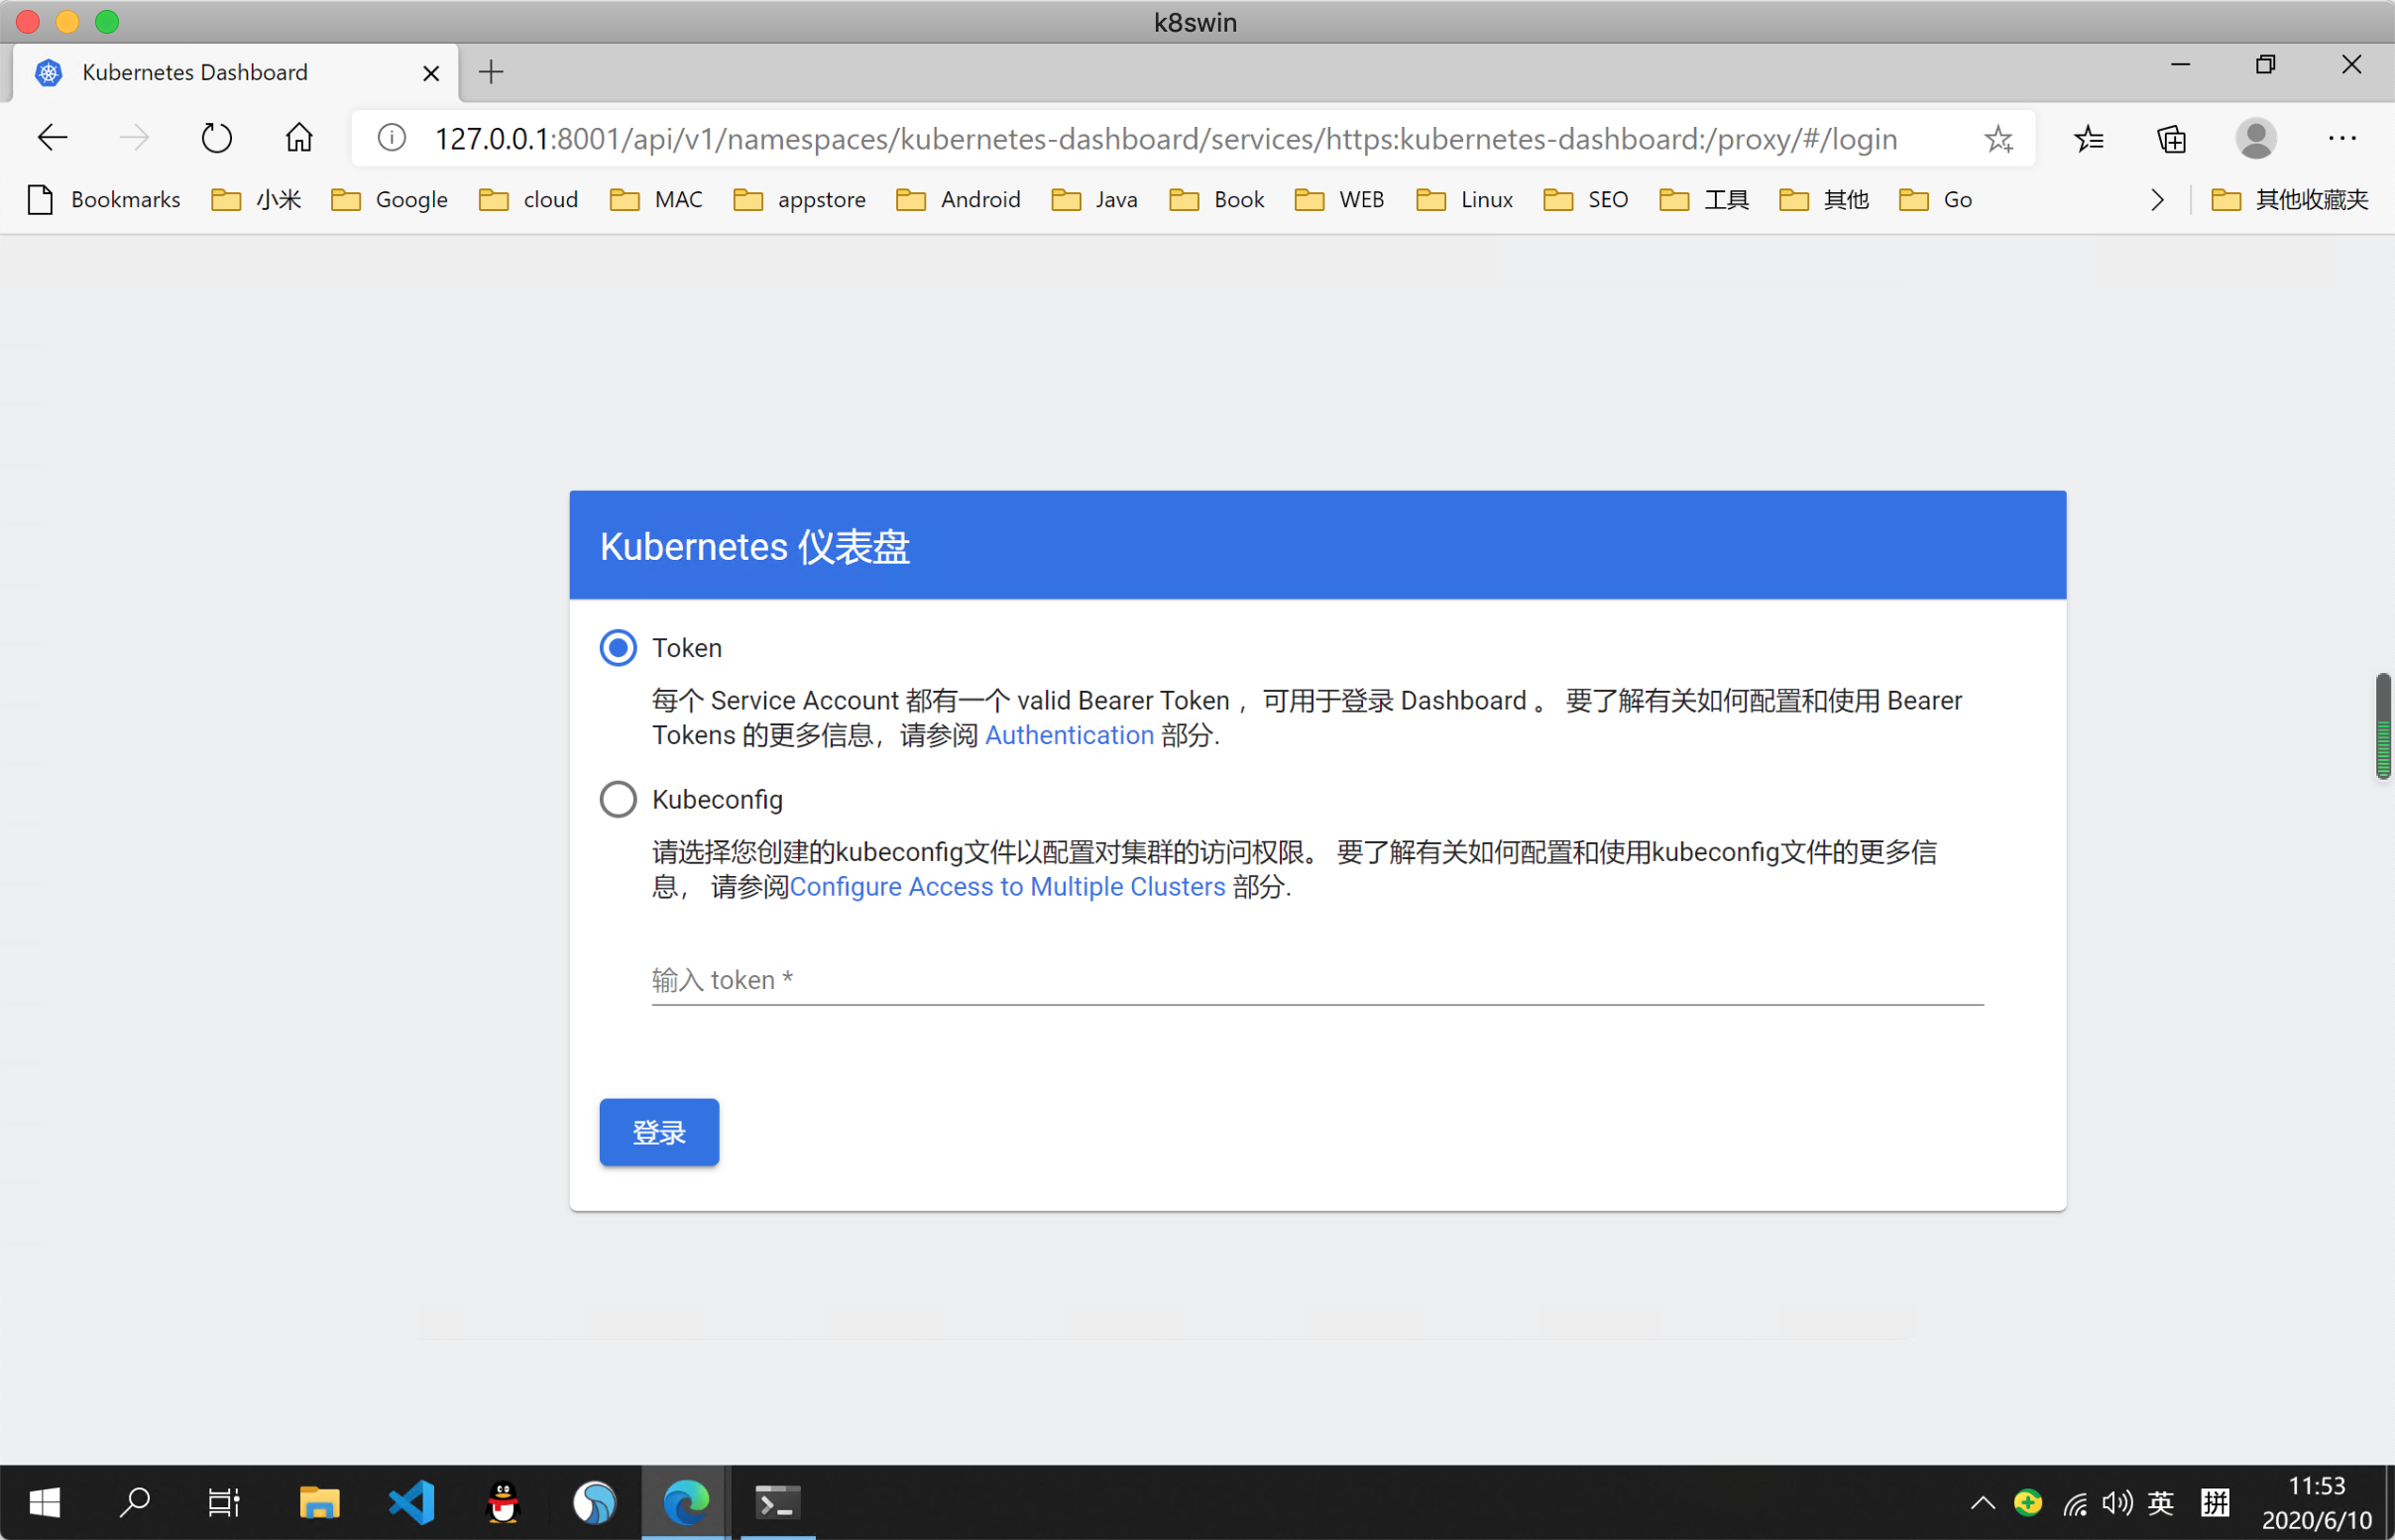 k8swin
Kubernetes Dashboard
127.0.0.1:8001/api/v1/namespaces/kubernetes-dashboard/services/https:kubernetes-dashboard:/proxy/#/login
Bookmarks 小米 Google cloud MAC appstore Android Java Book WEB Linux SEO 工具 其他 Go 其他收藏夹
Kubernetes 仪表盘
Token
每个 Service Account 都有一个 valid Bearer Token ，可用于登录 Dashboard 。 要了解有关如何配置和使用 Bearer
Tokens 的更多信息，请参阅 Authentication 部分.
Kubeconfig
请选择您创建的kubeconfig文件以配置对集群的访问权限。 要了解有关如何配置和使用kubeconfig文件的更多信
息， 请参阅Configure Access to Multiple Clusters 部分.
输入 token *
登录
英 拼 11:53
2020/6/10